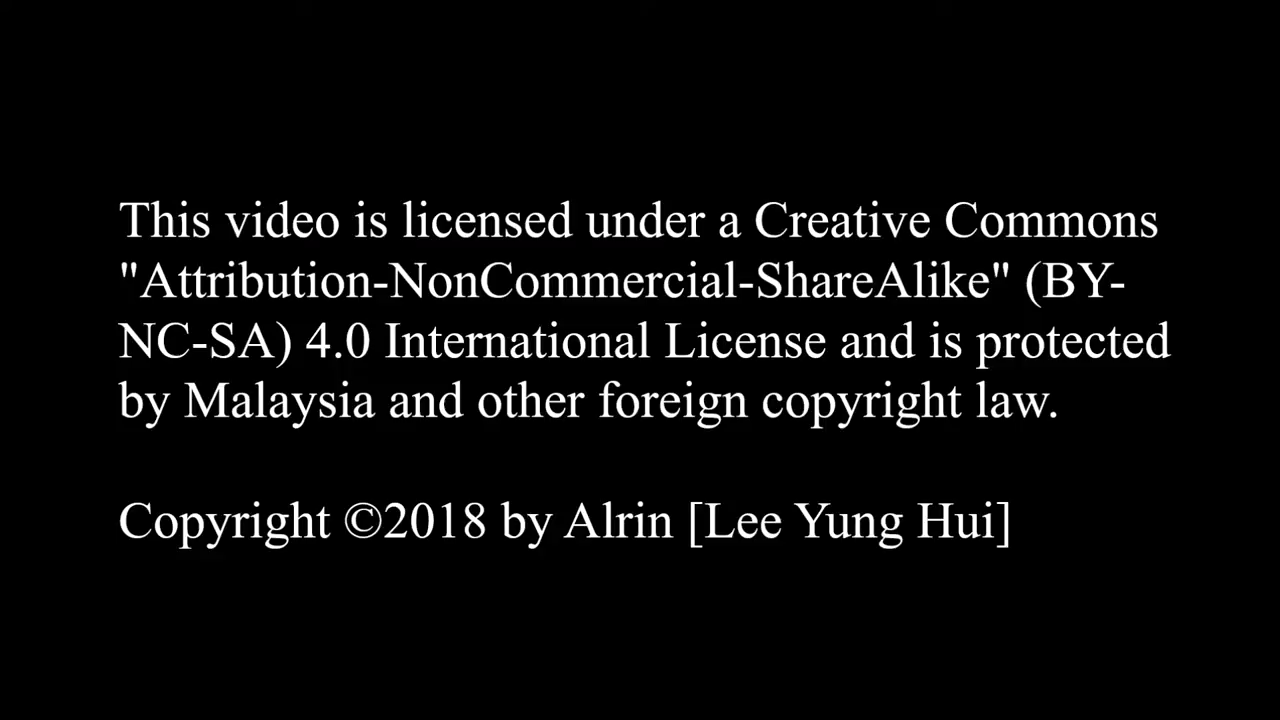 This video is licensed under a Creative Commons
"Attribution-NonCommercial-ShareAlike" (BY-
NC-SA) 4.0 International License and is protected
by Malaysia and other foreign copyright law.
Copyright ©2018 by Alrin [Lee Yung Hui]